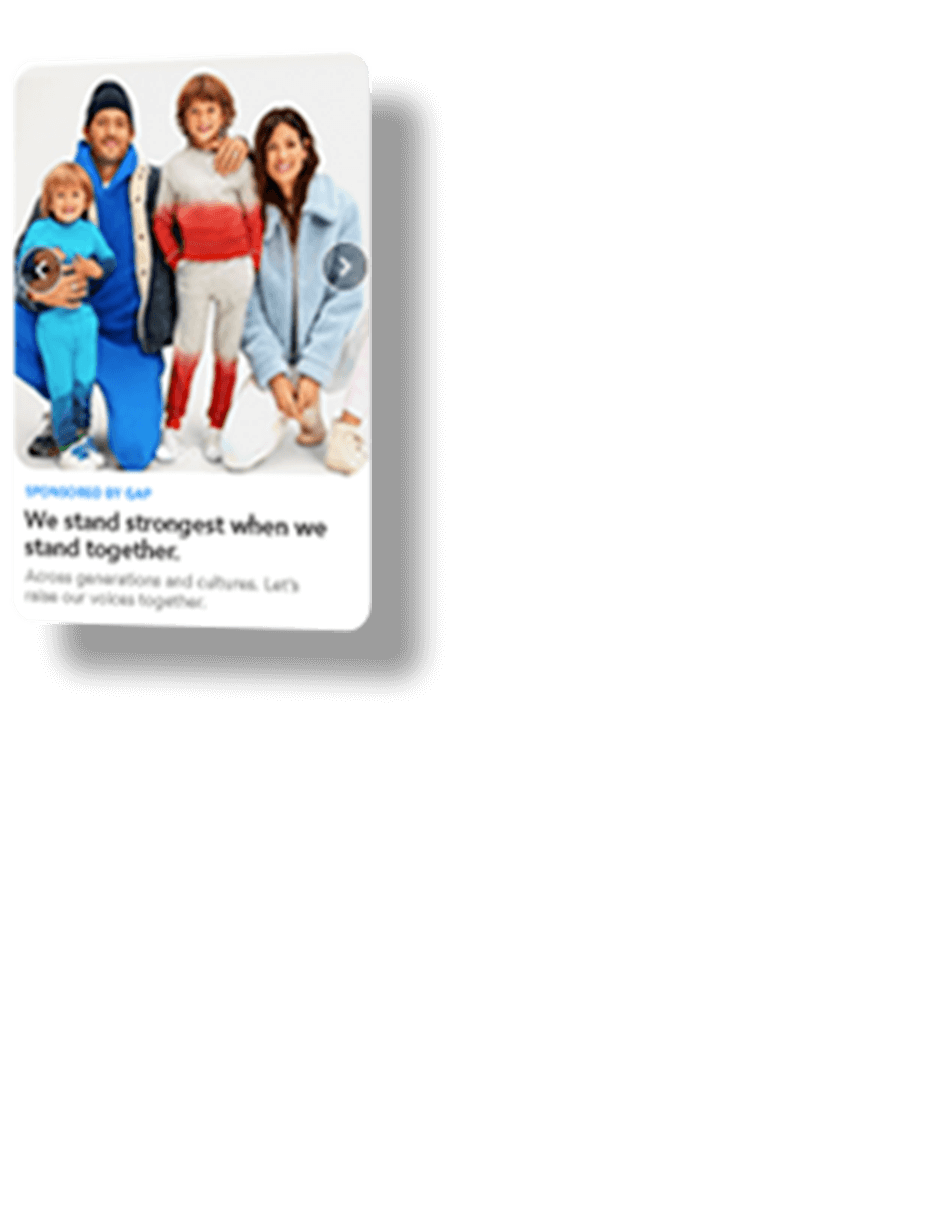 SPONSORED BY GAP
We stand strongest when we
stand together.
Across generations and cultures. Let's
raise our voices together.